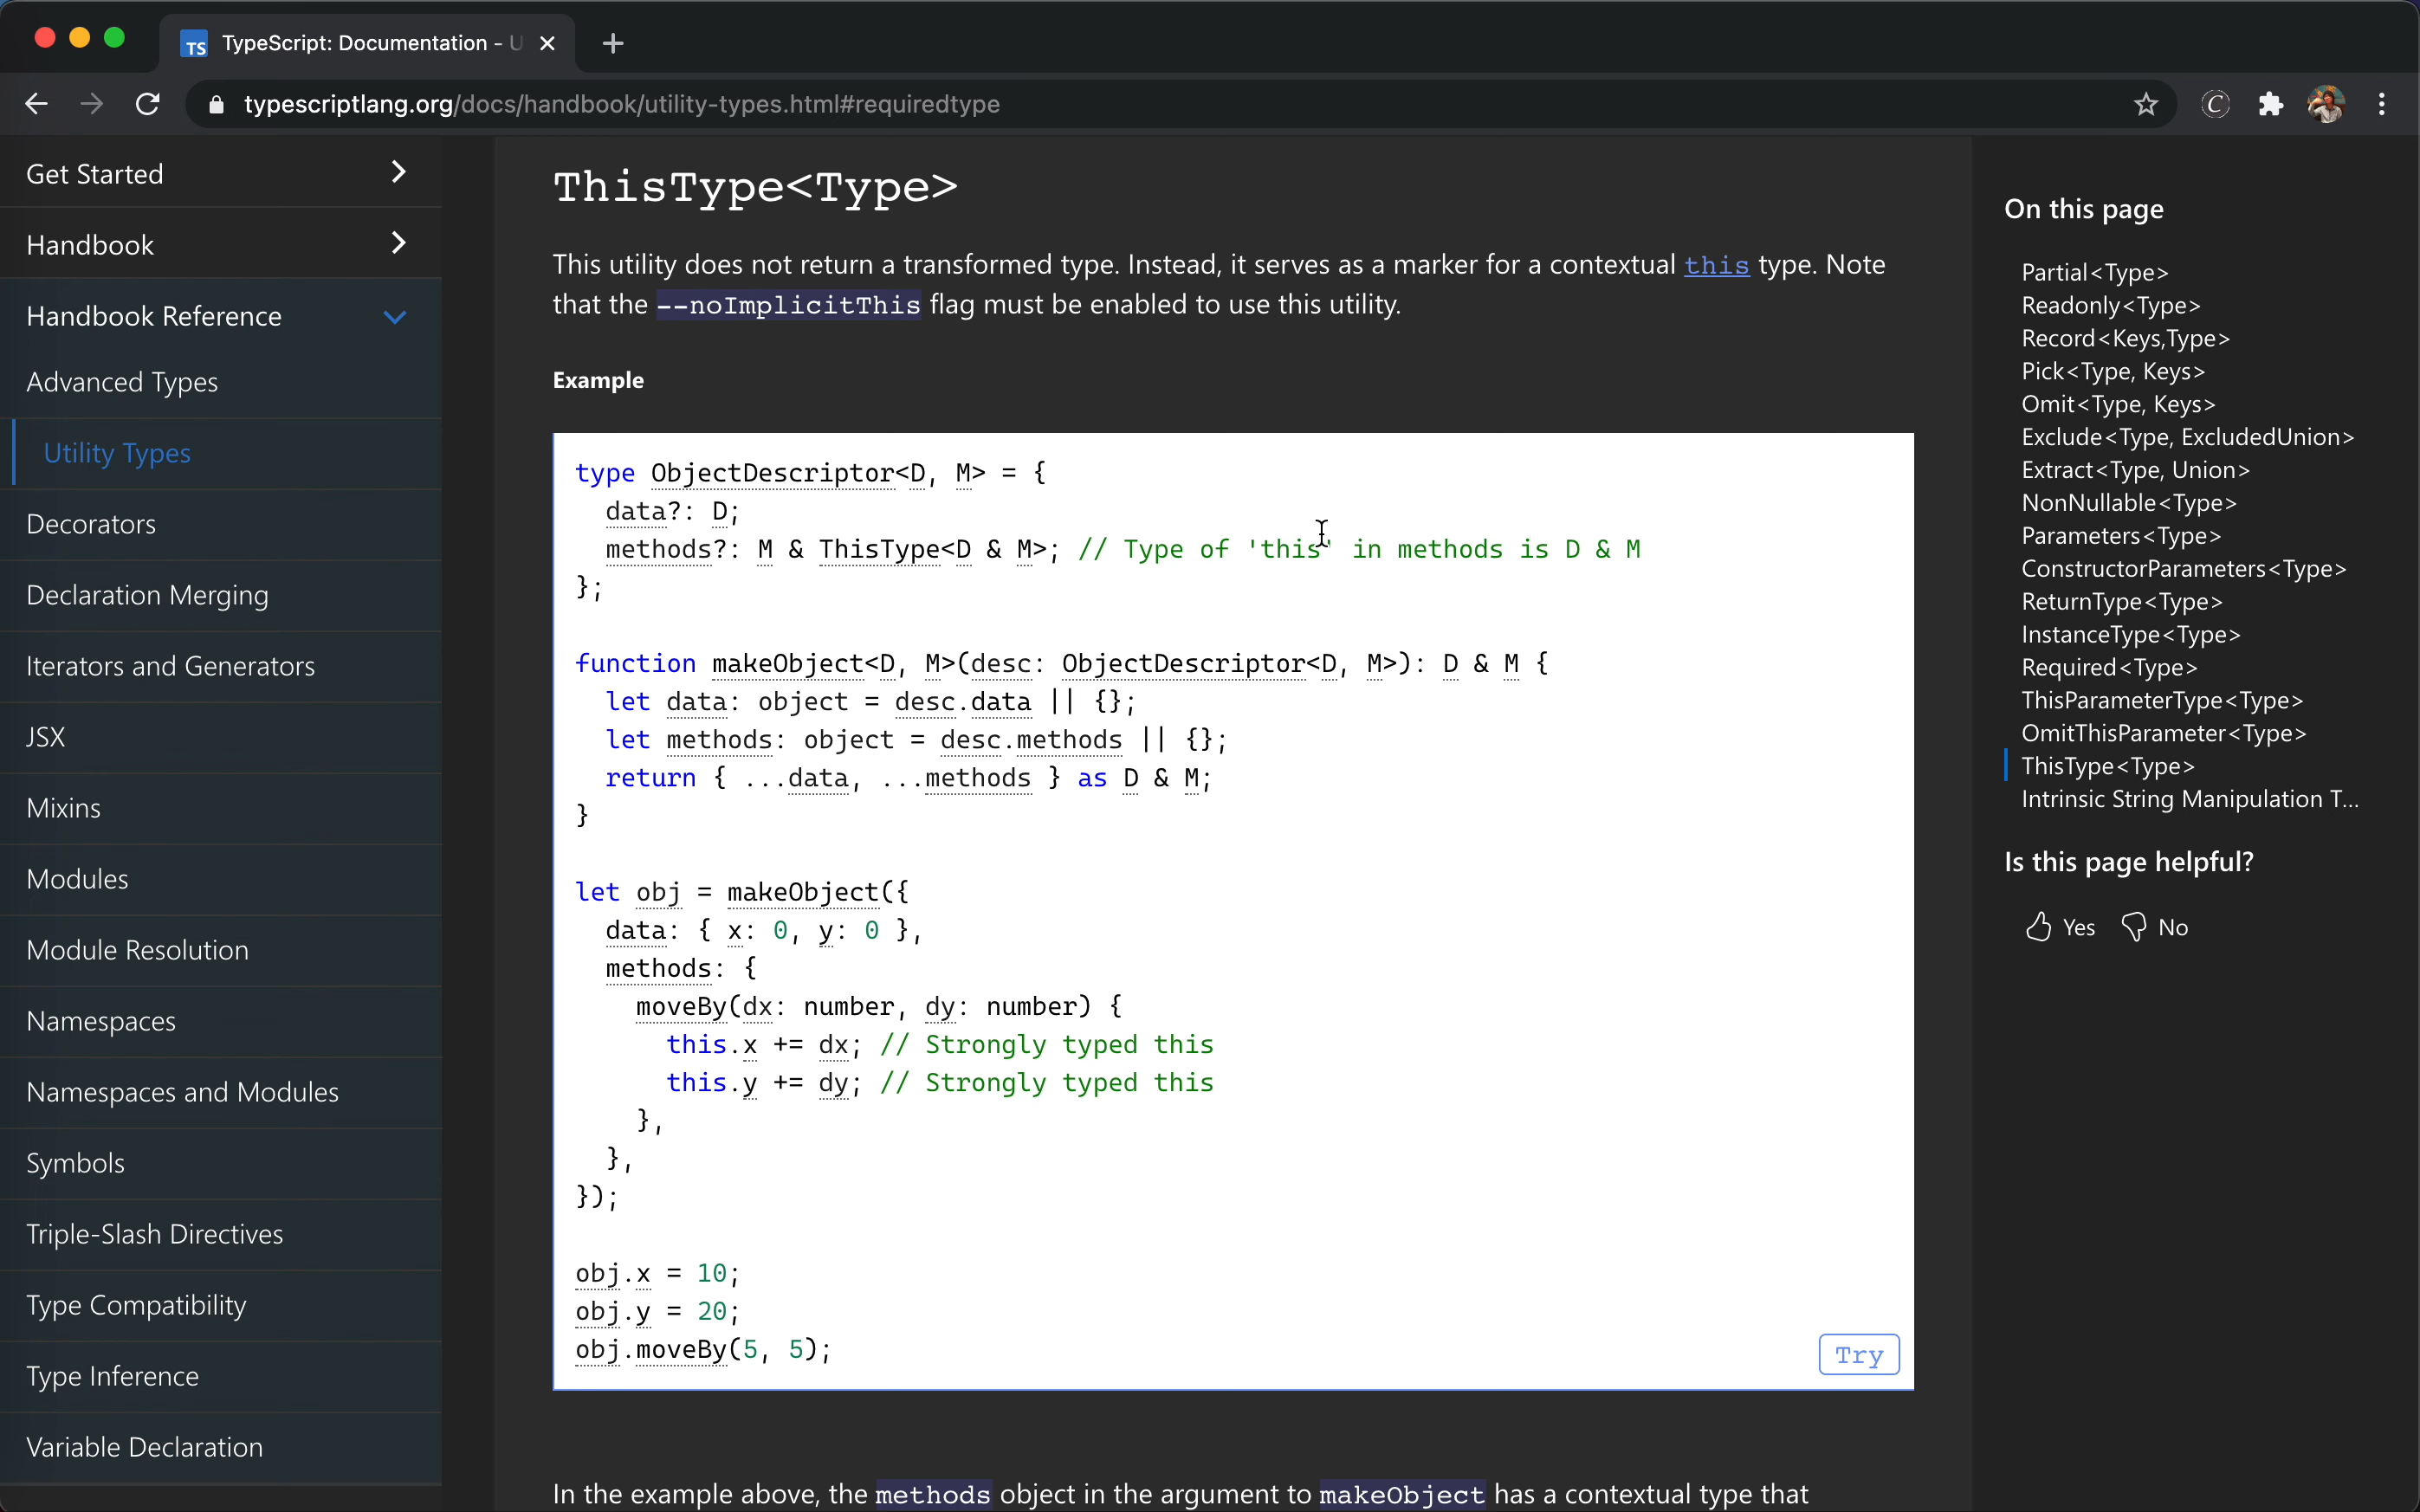 TS TypeScript: Documentation - U
typescriptlang.org/docs/handbook/utility-types.html#requiredtype
Get Started
Handbook
Handbook Reference
Advanced Types
Utility Types
Decorators
Declaration Merging
Iterators and Generators
JSX
Mixins
Modules
Module Resolution
Namespaces
Namespaces and Modules
Symbols
Triple-Slash Directives
Type Compatibility
Type Inference
Variable Declaration
ThisType<Type>
This utility does not return a transformed type. Instead, it serves as a marker for a contextual this type. Note
that the --noImplicitThis flag must be enabled to use this utility.
Example
type ObjectDescriptor<D, M> = {
  data?: D;
  methods?: M & ThisType<D & M>; // Type of 'this' in methods is D & M
};
function makeObject<D, M>(desc: ObjectDescriptor<D, M>): D & M {
  let data: object = desc.data || {};
  let methods: object = desc.methods || {};
  return { ...data, ...methods } as D & M;
}
let obj = makeObject({
  data: { x: 0, y: 0 },
  methods: {
    moveBy(dx: number, dy: number) {
      this.x += dx; // Strongly typed this
      this.y += dy; // Strongly typed this
    },
  },
});
obj.x = 10;
obj.y = 20;
obj.moveBy(5, 5);
Try
In the example above, the methods object in the argument to makeObject has a contextual type that
On this page
Partial<Type>
Readonly<Type>
Record<Keys,Type>
Pick<Type, Keys>
Omit<Type, Keys>
Exclude<Type, ExcludedUnion>
Extract<Type, Union>
NonNullable<Type>
Parameters<Type>
ConstructorParameters<Type>
ReturnType<Type>
InstanceType<Type>
Required<Type>
ThisParameterType<Type>
OmitThisParameter<Type>
ThisType<Type>
Intrinsic String Manipulation T...
Is this page helpful?
Yes No